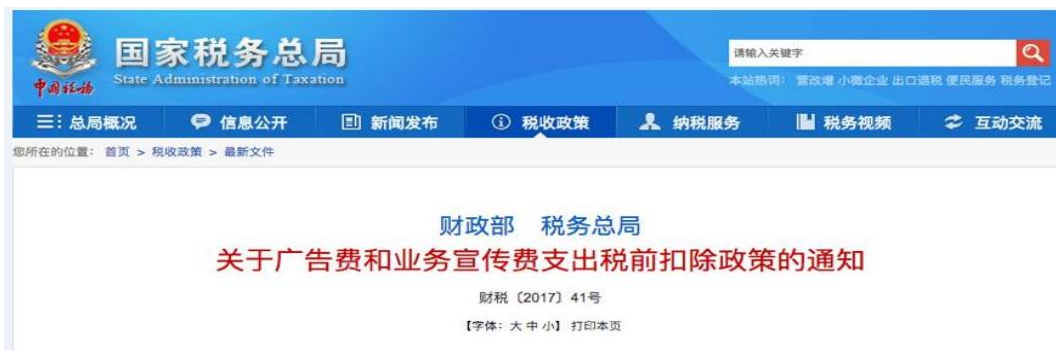 国家税务总局
State Administration of Taxation
中国税务
请输入关键字
本站热词： 营改增 小微企业 出口退税 便民服务 税务登记
总局概况 信息公开 新闻发布 税收政策 纳税服务 税务视频 互动交流
您所在的位置： 首页 > 税收政策 > 最新文件
财政部 税务总局
关于广告费和业务宣传费支出税前扣除政策的通知
财税〔2017〕41号
【字体：大 中 小】 打印本页